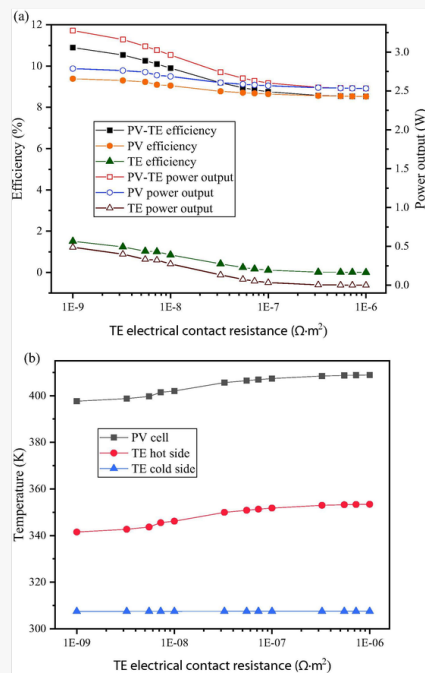 (a)
12
10
8
6
4
2
0
Efficiency (%)
3.0
2.5
2.0
1.5
1.0
0.5
0.0
Power output (W)
PV-TE efficiency
PV efficiency
TE efficiency
PV-TE power output
PV power output
TE power output
1E-9 1E-8 1E-7 1E-6
TE electrical contact resistance (Ω·m²)
(b)
400
380
360
340
320
300
Temperature (K)
PV cell
TE hot side
TE cold side
1E-09 1E-08 1E-07 1E-06
TE electrical contact resistance (Ω·m²)